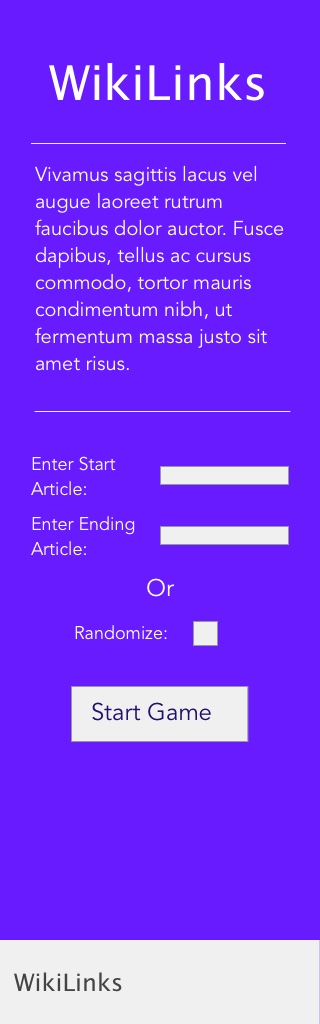 WikiLinks
Vivamus sagittis lacus vel
augue laoreet rutrum
faucibus dolor auctor. Fusce
dapibus, tellus ac cursus
commodo, tortor mauris
condimentum nibh, ut
fermentum massa justo sit
amet risus.
Enter Start
Article:
Enter Ending
Article:
Or
Randomize:
Start Game
WikiLinks